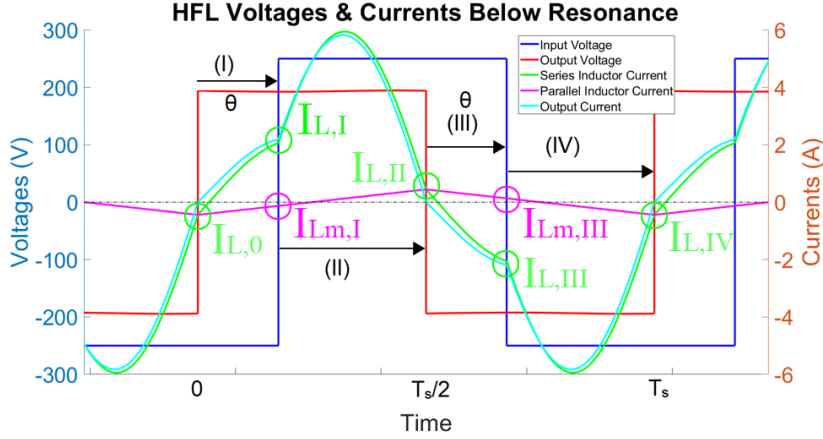 HFL Voltages & Currents Below Resonance
Voltages (V)
300
200
100
0
-100
-200
-300
Currents (A)
6
4
2
0
-2
-4
-6
Input Voltage
Output Voltage
Series Inductor Current
Parallel Inductor Current
Output Current
(I)
θ
θ
(III)
(IV)
(II)
I_L,I
I_L,II
I_L,0
I_Lm,I
I_Lm,III
I_L,III
I_L,IV
0
T_s/2
T_s
Time